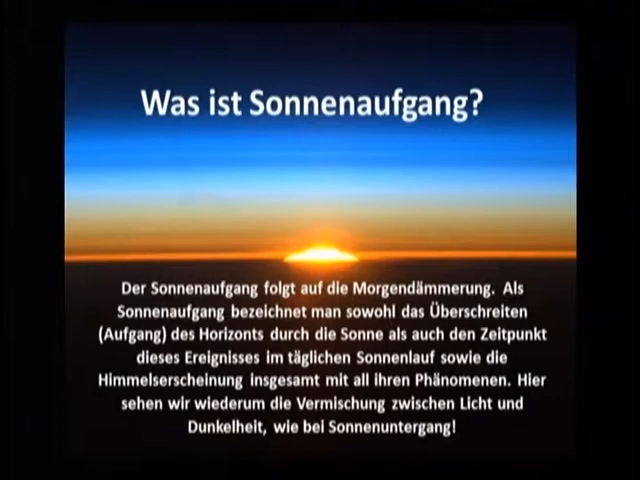 Was ist Sonnenaufgang?
Der Sonnenaufgang folgt auf die Morgendämmerung. Als
Sonnenaufgang bezeichnet man sowohl das Überschreiten
(Aufgang) des Horizonts durch die Sonne als auch den Zeitpunkt
dieses Ereignisses im täglichen Sonnenlauf sowie die
Himmelserscheinung insgesamt mit all ihren Phänomenen. Hier
sehen wir wiederum die Vermischung zwischen Licht und
Dunkelheit, wie bei Sonnenuntergang!